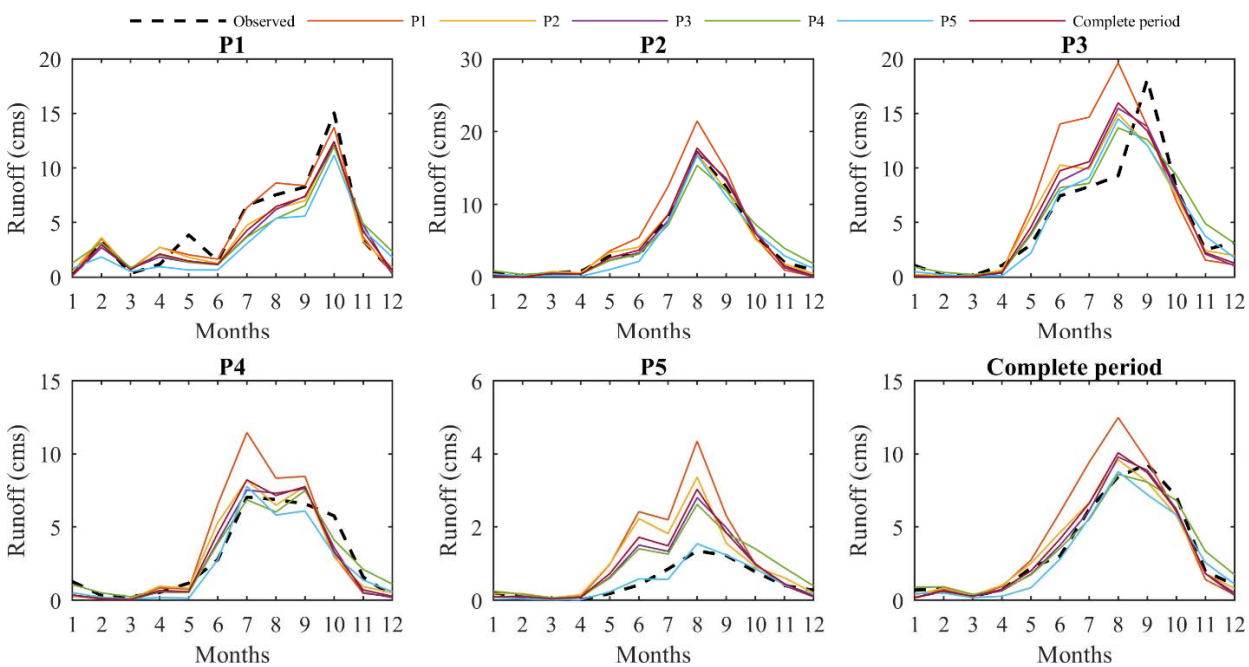 Observed P1 P2 P3 P4 P5 Complete period
P1 P2 P3
20 30 20
15 20 15
10 10 10
5 5
0 0 0
Runoff (cms) Runoff (cms) Runoff (cms)
1 2 3 4 5 6 7 8 9 10 11 12 1 2 3 4 5 6 7 8 9 10 11 12 1 2 3 4 5 6 7 8 9 10 11 12
Months Months Months
P4 P5 Complete period
15 6 15
10 4 10
5 2 5
0 0 0
Runoff (cms) Runoff (cms) Runoff (cms)
1 2 3 4 5 6 7 8 9 10 11 12 1 2 3 4 5 6 7 8 9 10 11 12 1 2 3 4 5 6 7 8 9 10 11 12
Months Months Months